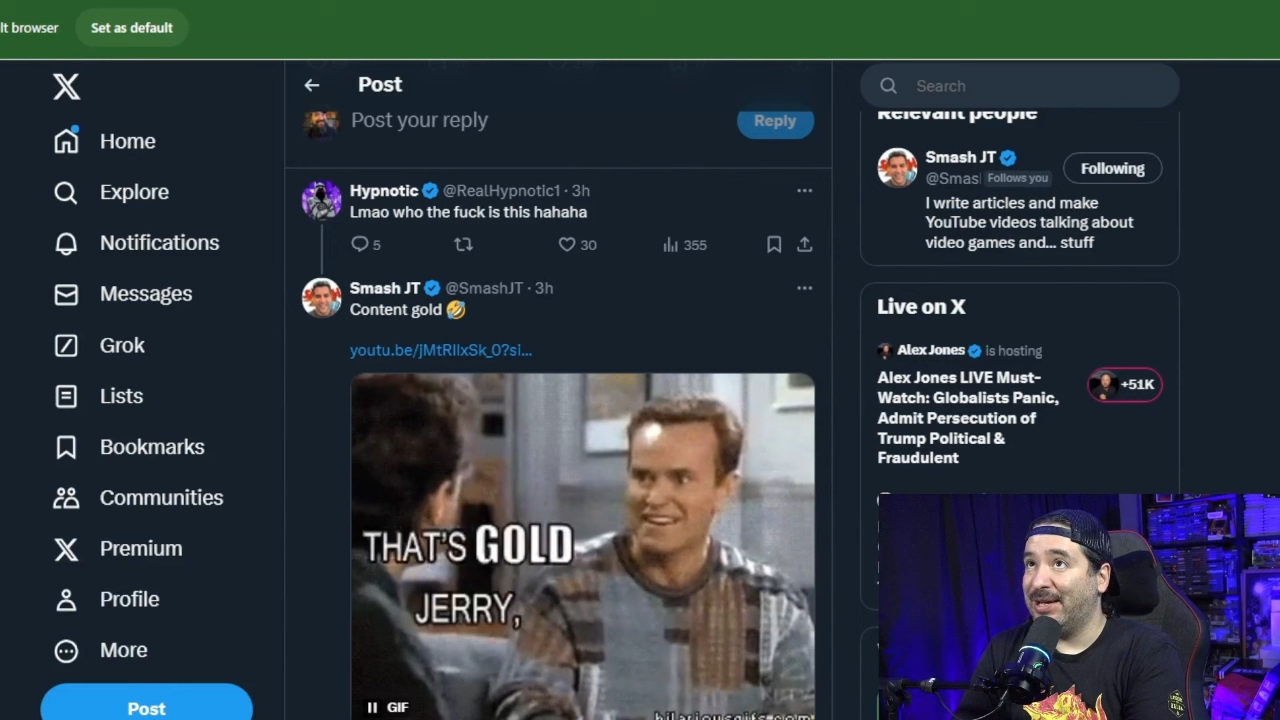 lt browser
Set as default
X
Home
Explore
Notifications
Messages
Grok
Lists
Bookmarks
Communities
Premium
Profile
More
Post
Post
Post your reply
Reply
Hypnotic @RealHypnotic1 · 3h
Lmao who the fuck is this hahaha
5
30
355
Smash JT @SmashJT · 3h
Content gold 🤣
youtu.be/jMtRIlxSk_0?si...
THAT'S GOLD
JERRY,
GIF
hilariousgifs.com
Search
Relevant people
Smash JT
@Smas Follows you
Following
I write articles and make
YouTube videos talking about
video games and... stuff
Live on X
Alex Jones is hosting
Alex Jones LIVE Must-
Watch: Globalists Panic,
Admit Persecution of
Trump Political &
Fraudulent
+51K